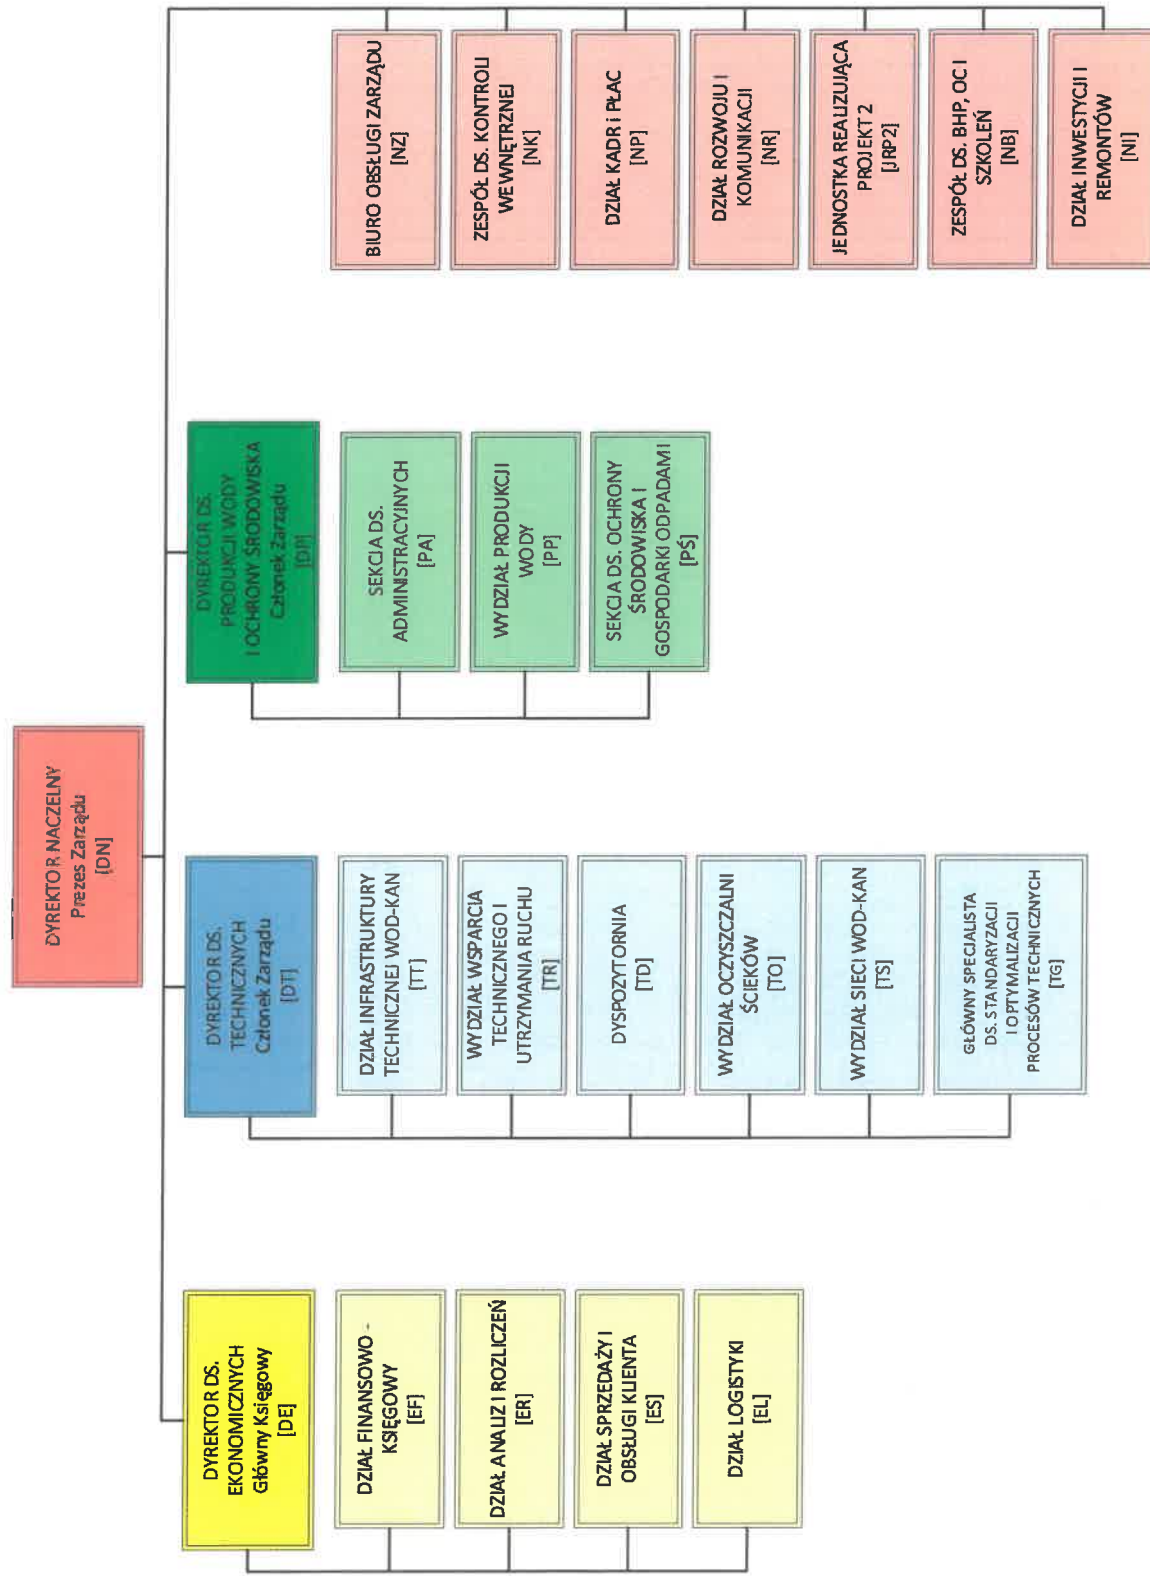 DYREKTOR NACZELNY
Prezes Zarządu
[DN]
DYREKTOR DS.
EKONOMICZNYCH
Główny Księgowy
[DE]
DZIAŁ FINANSOWO -
KSIĘGOWY
[EF]
DZIAŁ ANALIZ I ROZLICZEŃ
[ER]
DZIAŁ SPRZEDAŻY I
OBSŁUGI KLIENTA
[ES]
DZIAŁ LOGISTYKI
[EL]
DYREKTOR DS.
TECHNICZNYCH
Członek Zarządu
[DT]
DZIAŁ INFRASTRUKTURY
TECHNICZNEJ WOD-KAN
[TT]
WYDZIAŁ WSPARCIA
TECHNICZNEGO I
UTRZYMANIA RUCHU
[TR]
DYSPOZYTORNIA
[TD]
WYDZIAŁ OCZYSZCZALNI
ŚCIEKÓW
[TO]
WYDZIAŁ SIECI WOD-KAN
[TS]
GŁÓWNY SPECJALISTA
DS. STANDARYZACJI
I OPTYMALIZACJI
PROCESÓW TECHNICZNYCH
[TG]
DYREKTOR DS.
PRODUKCJI WODY
I OCHRONY ŚRODOWISKA
Członek Zarządu
[DP]
SEKCJA DS.
ADMINISTRACYJNYCH
[PA]
WYDZIAŁ PRODUKCJI
WODY
[PP]
SEKCJA DS. OCHRONY
ŚRODOWISKA I
GOSPODARKI ODPADAMI
[PŚ]
BIURO OBSŁUGI ZARZĄDU
[NZ]
ZESPÓŁ DS. KONTROLI
WEWNĘTRZNEJ
[NK]
DZIAŁ KADR i PŁAC
[NP]
DZIAŁ ROZWOJU I
KOMUNIKACJI
[NR]
JEDNOSTKA REALIZUJĄCA
PROJEKT 2
[JRP2]
ZESPÓŁ DS. BHP, OC I
SZKOLEŃ
[NB]
DZIAŁ INWESTYCJI I
REMONTÓW
[NI]